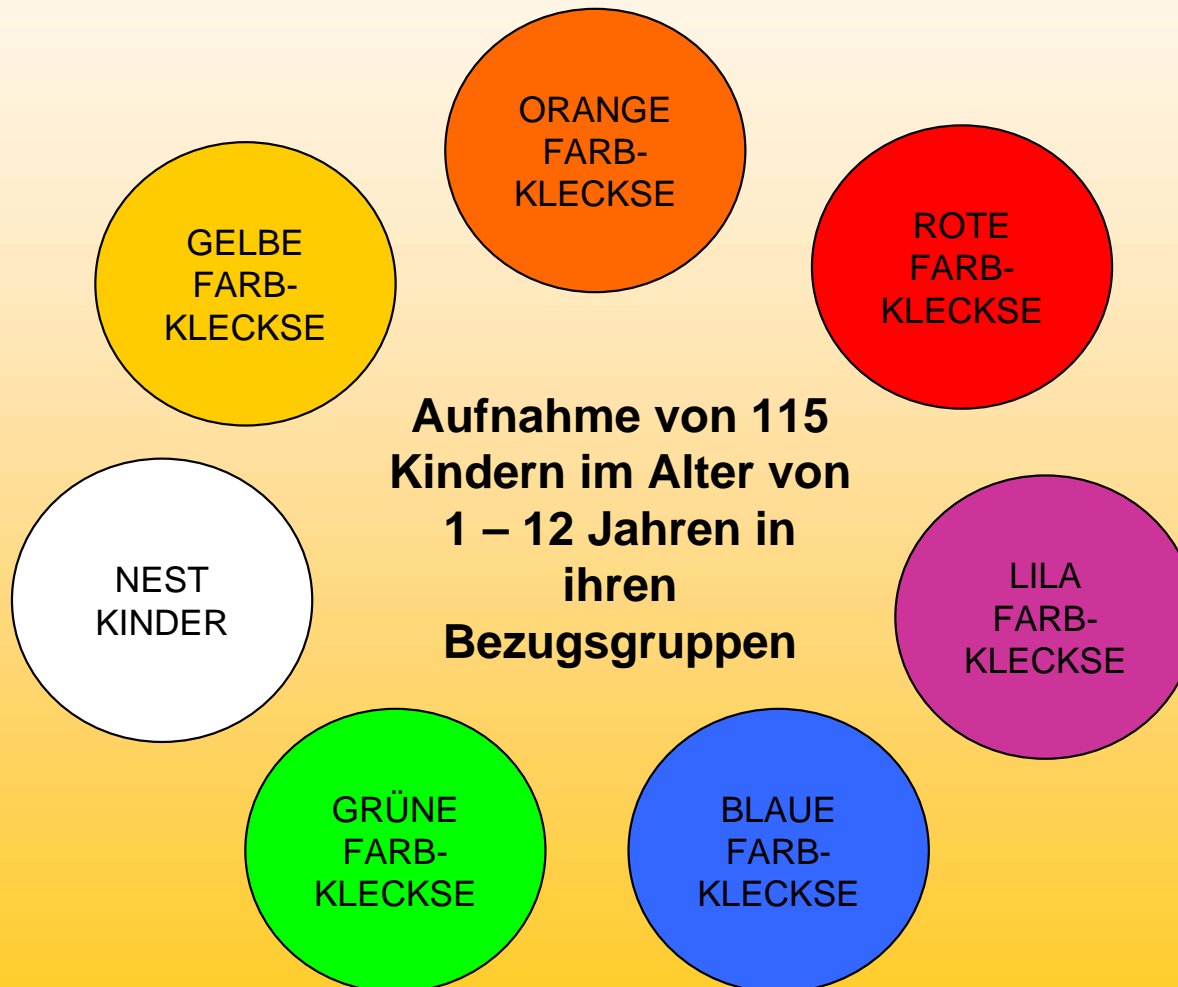 ORANGE
FARB-
KLECKSE
GELBE
FARB-
KLECKSE
ROTE
FARB-
KLECKSE
Aufnahme von 115
Kindern im Alter von
1 – 12 Jahren in
ihren
Bezugsgruppen
NEST
KINDER
LILA
FARB-
KLECKSE
GRÜNE
FARB-
KLECKSE
BLAUE
FARB-
KLECKSE